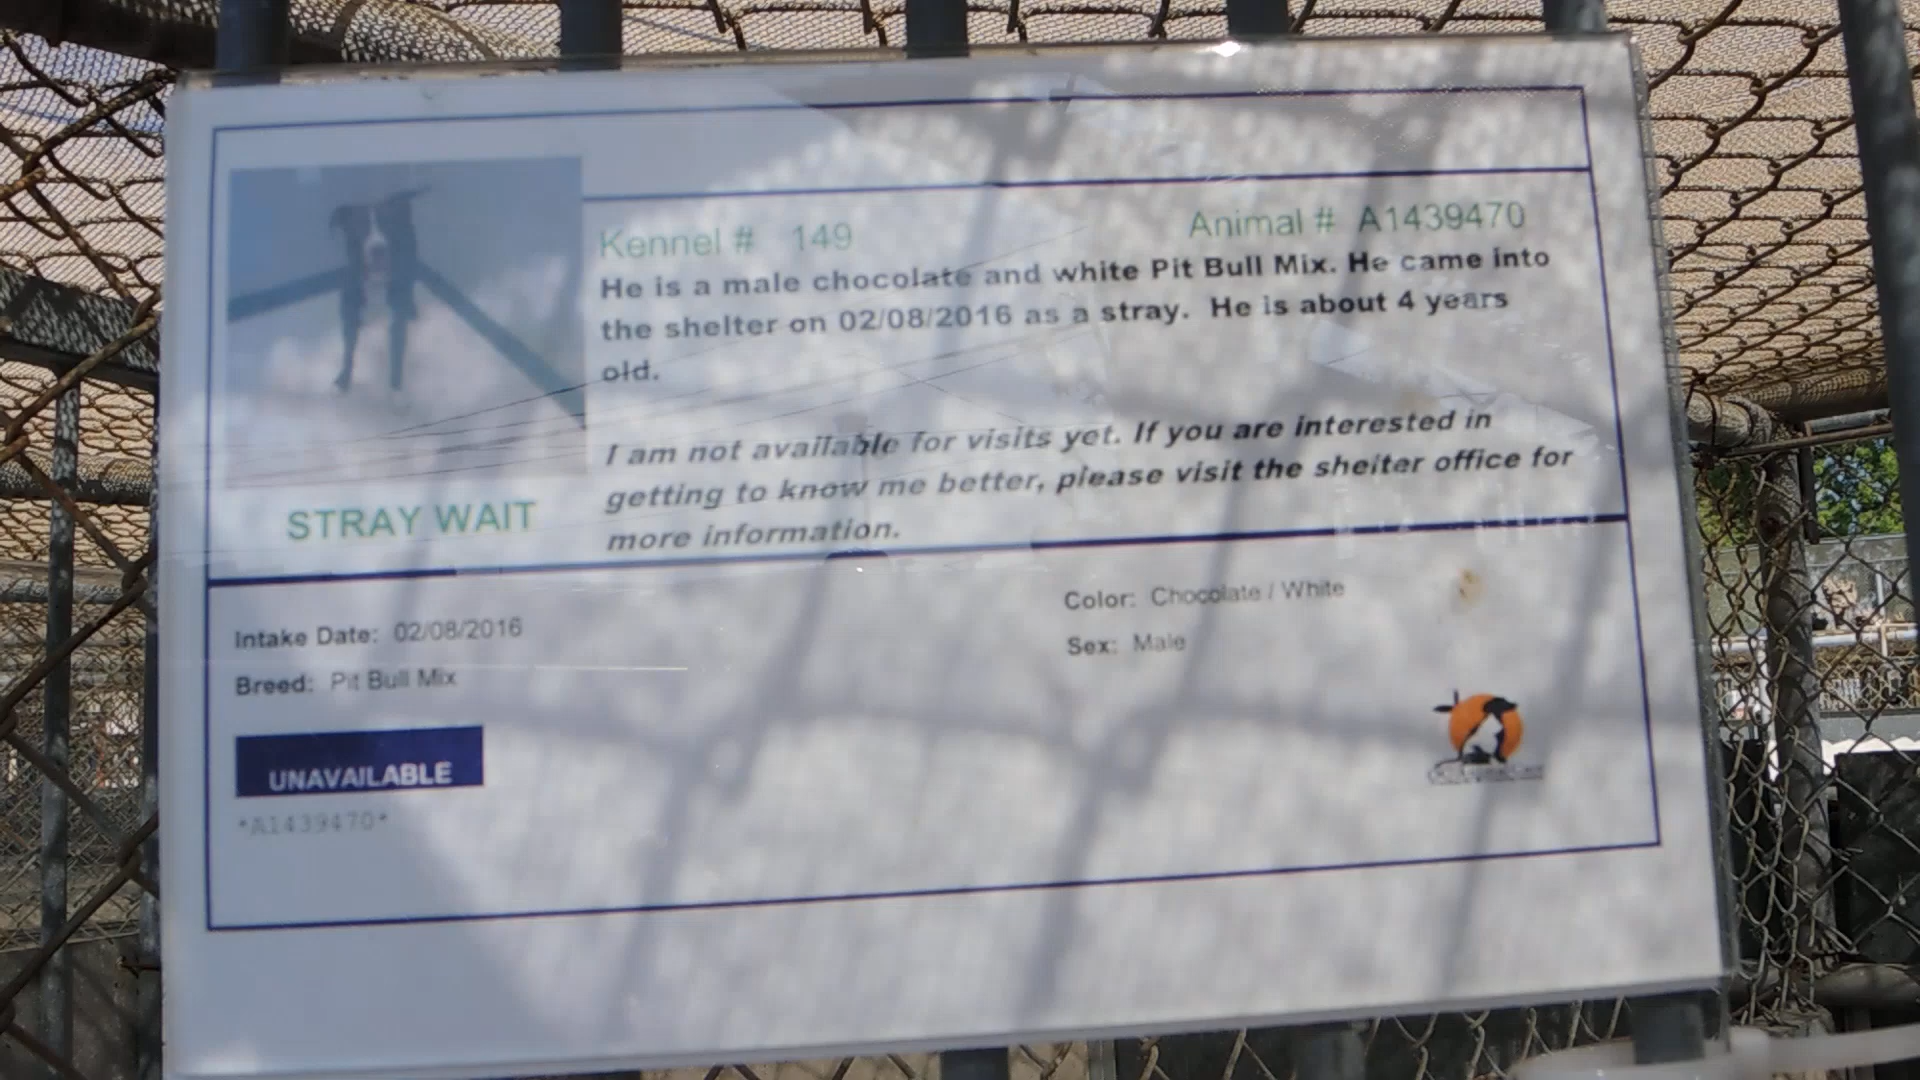 Kennel # 149
Animal # A1439470
He is a male chocolate and white Pit Bull Mix. He came into
the shelter on 02/08/2016 as a stray. He is about 4 years
old.
I am not available for visits yet. If you are interested in
getting to know me better, please visit the shelter office for
more information.
STRAY WAIT
Intake Date: 02/08/2016
Breed: Pit Bull Mix
Color: Chocolate / White
Sex: Male
UNAVAILABLE
*A1439470*